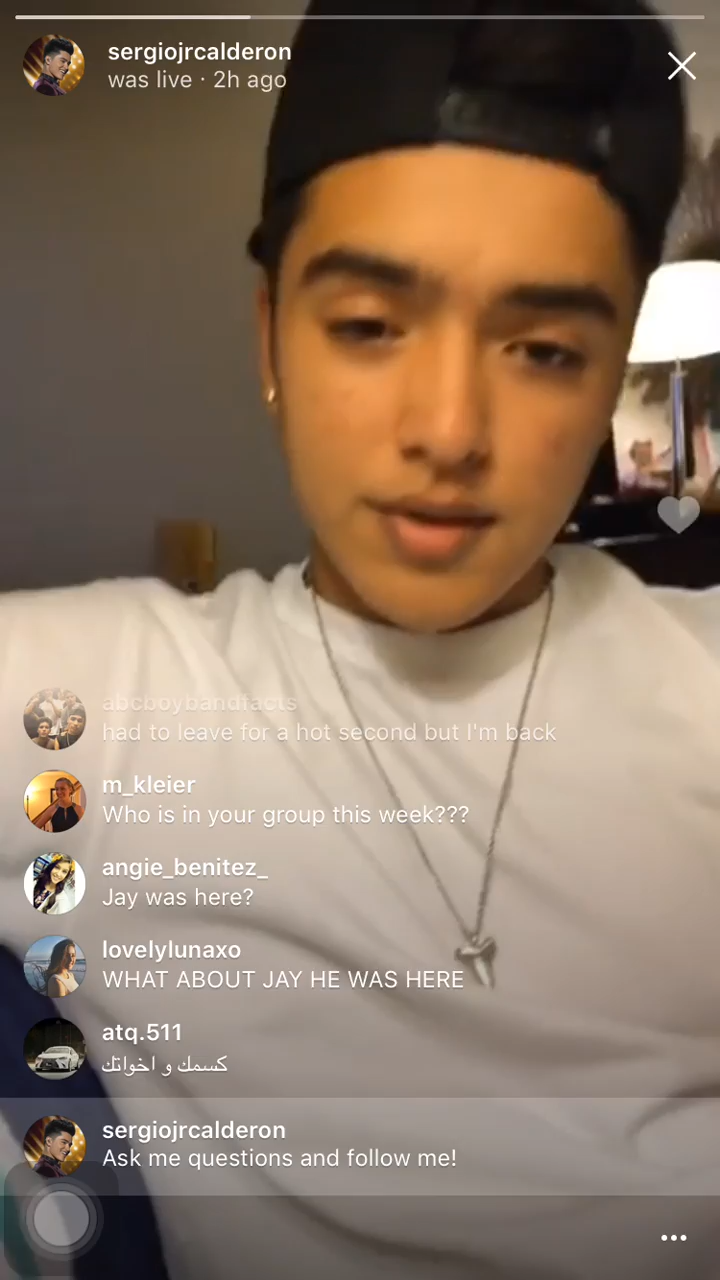 sergiojrcalderon
was live · 2h ago
abcboybandfacts
had to leave for a hot second but I'm back
m_kleier
Who is in your group this week???
angie_benitez_
Jay was here?
lovelylunaxo
WHAT ABOUT JAY HE WAS HERE
atq.511
كسمك و اخواتك
sergiojrcalderon
Ask me questions and follow me!